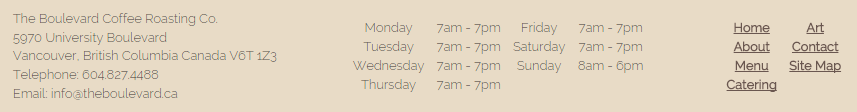 The Boulevard Coffee Roasting Co.
5970 University Boulevard
Vancouver, British Columbia Canada V6T 1Z3
Telephone: 604.827.4488
Email: info@theboulevard.ca
Monday 7am - 7pm Friday 7am - 7pm
Tuesday 7am - 7pm Saturday 7am - 7pm
Wednesday 7am - 7pm Sunday 8am - 6pm
Thursday 7am - 7pm
Home Art
About Contact
Menu Site Map
Catering